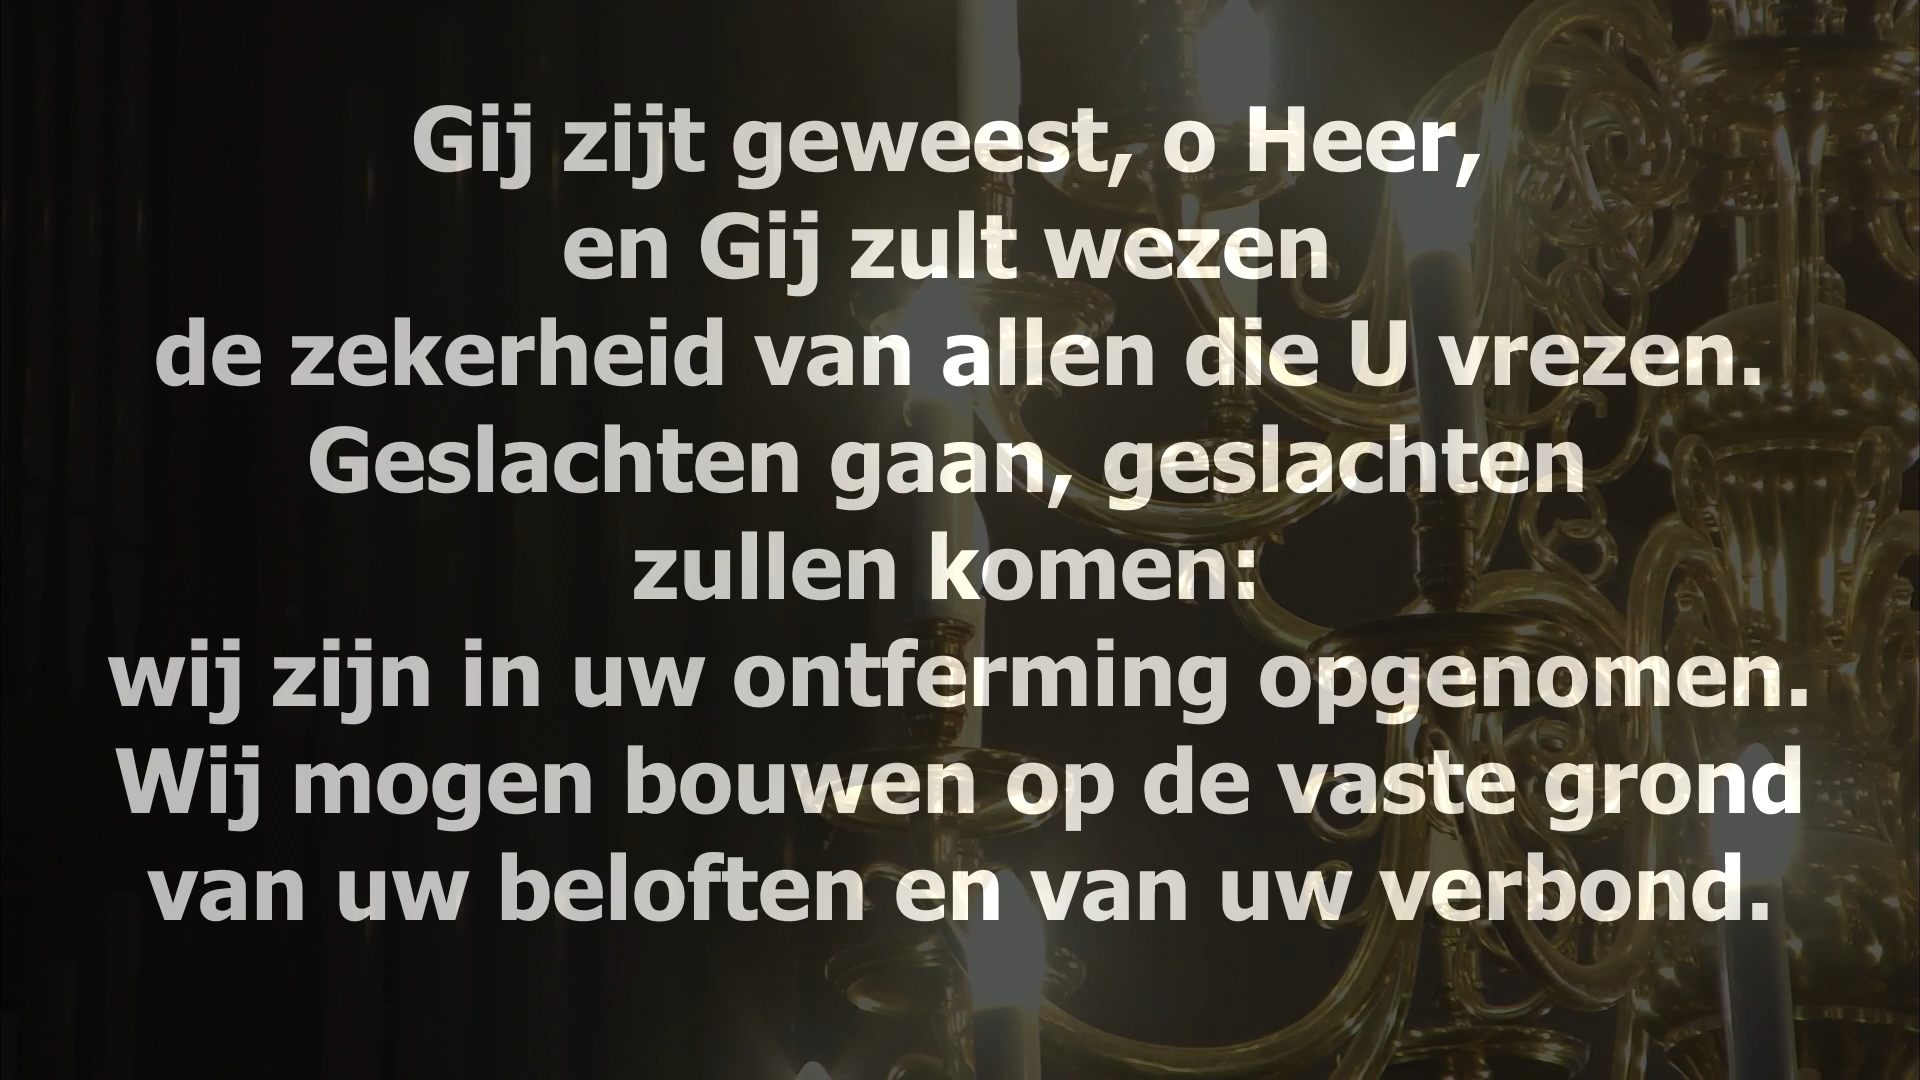 Gij zijt geweest, o Heer,
en Gij zult wezen
de zekerheid van allen die U vrezen.
Geslachten gaan, geslachten
zullen komen:
wij zijn in uw ontferming opgenomen.
Wij mogen bouwen op de vaste grond
van uw beloften en van uw verbond.